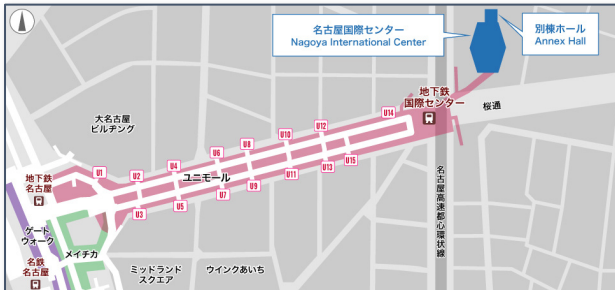 名古屋国際センター
Nagoya International Center
別棟ホール
Annex Hall
地下鉄
国際センター
桜通
大名古屋
ビルヂング
U14
U12
U10
U8
U6
U4
U2
U1
ユニモール
U15
U13
U11
U9
U7
U5
U3
地下鉄
名古屋
ゲート
ウォーク
メイチカ
名鉄
名古屋
ミッドランド
スクエア
ウインクあいち
名古屋高速都心環状線